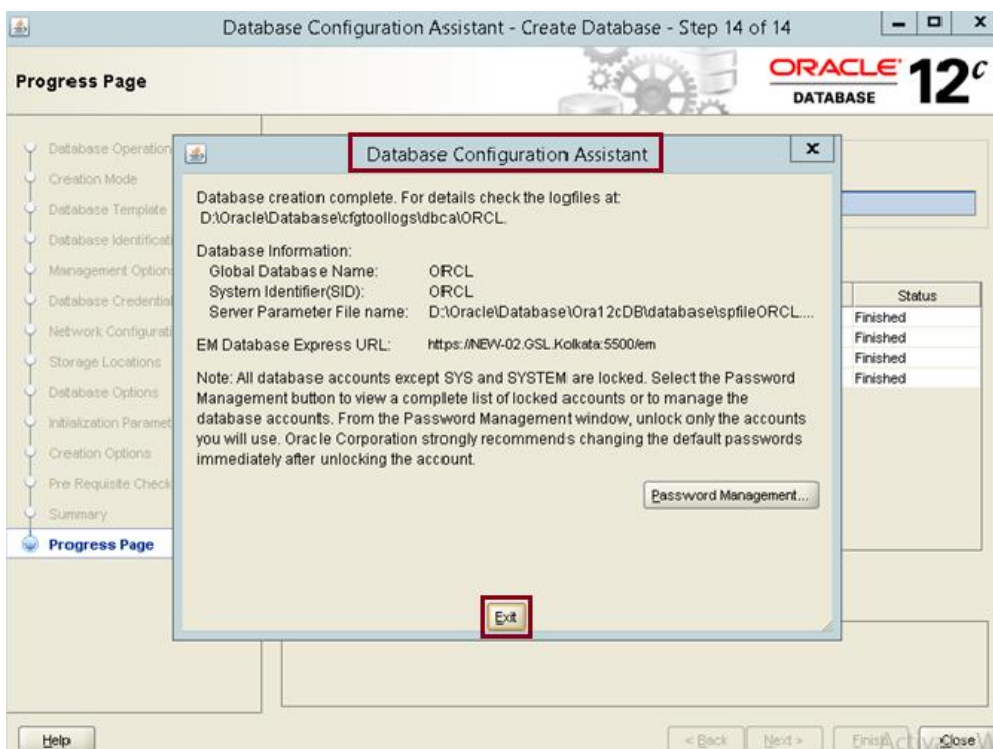 Database Configuration Assistant - Create Database - Step 14 of 14
Progress Page
ORACLE 12c
DATABASE
Database Operation
Creation Mode
Database Template
Database Identificati
Management Option
Database Credential
Network Configurati
Storage Locations
Database Options
Initialization Paramet
Creation Options
Pre Requisite Check
Summary
Progress Page
Database Configuration Assistant
Database creation complete. For details check the logfiles at:
D:\Oracle\Database\cfgtoollogs\dbca\ORCL.
Database Information:
Global Database Name: ORCL
System Identifier(SID): ORCL
Server Parameter File name: D:\Oracle\Database\Ora12cDB\database\spfileORCL....
EM Database Express URL: https://NEW-02.GSL.Kolkata:5500/em
Note: All database accounts except SYS and SYSTEM are locked. Select the Password
Management button to view a complete list of locked accounts or to manage the
database accounts. From the Password Management window, unlock only the accounts
you will use. Oracle Corporation strongly recommends changing the default passwords
immediately after unlocking the account.
Password Management...
Exit
Status
Finished
Finished
Finished
Finished
Help
< Back
Next >
Finish
Close